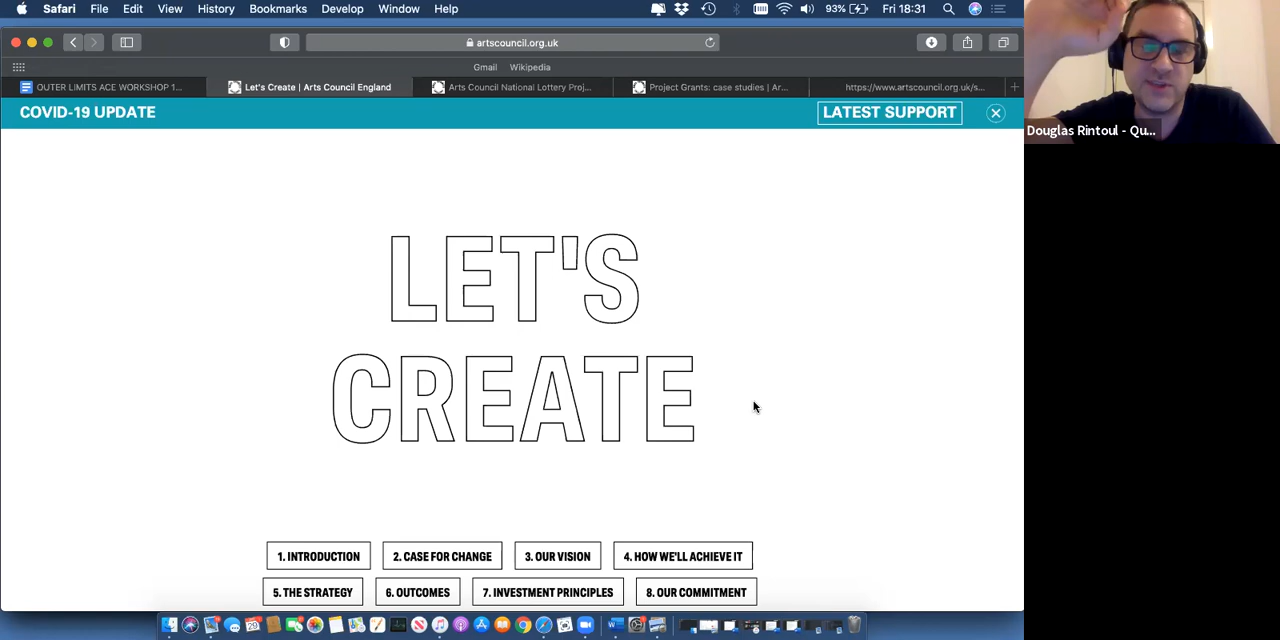 Safari File Edit View History Bookmarks Develop Window Help 93% Fri 18:31
artscouncil.org.uk
Gmail Wikipedia
OUTER LIMITS ACE WORKSHOP 1... Let's Create | Arts Council England Arts Council National Lottery Proj... Project Grants: case studies | Ar... https://www.artscouncil.org.uk/s...
COVID-19 UPDATE LATEST SUPPORT
Douglas Rintoul - Qu...
LET'S
CREATE
1. INTRODUCTION 2. CASE FOR CHANGE 3. OUR VISION 4. HOW WE'LL ACHIEVE IT
5. THE STRATEGY 6. OUTCOMES 7. INVESTMENT PRINCIPLES 8. OUR COMMITMENT